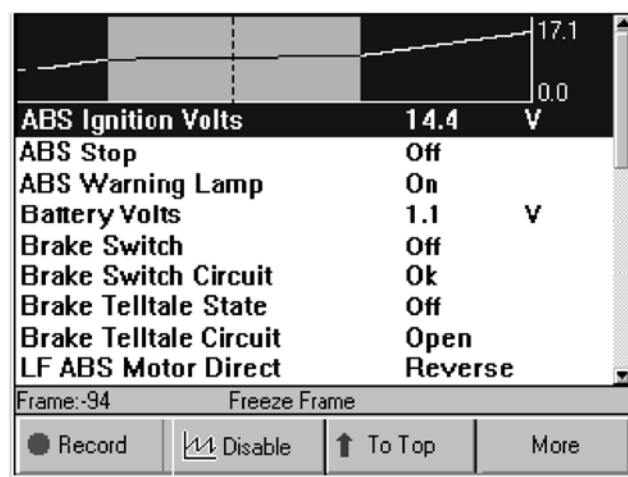 17.1
0.0
ABS Ignition Volts 14.4 V
ABS Stop Off
ABS Warning Lamp On
Battery Volts 1.1 V
Brake Switch Off
Brake Switch Circuit Ok
Brake Telltale State Off
Brake Telltale Circuit Open
LF ABS Motor Direct Reverse
Frame:-94 Freeze Frame
Record Disable To Top More